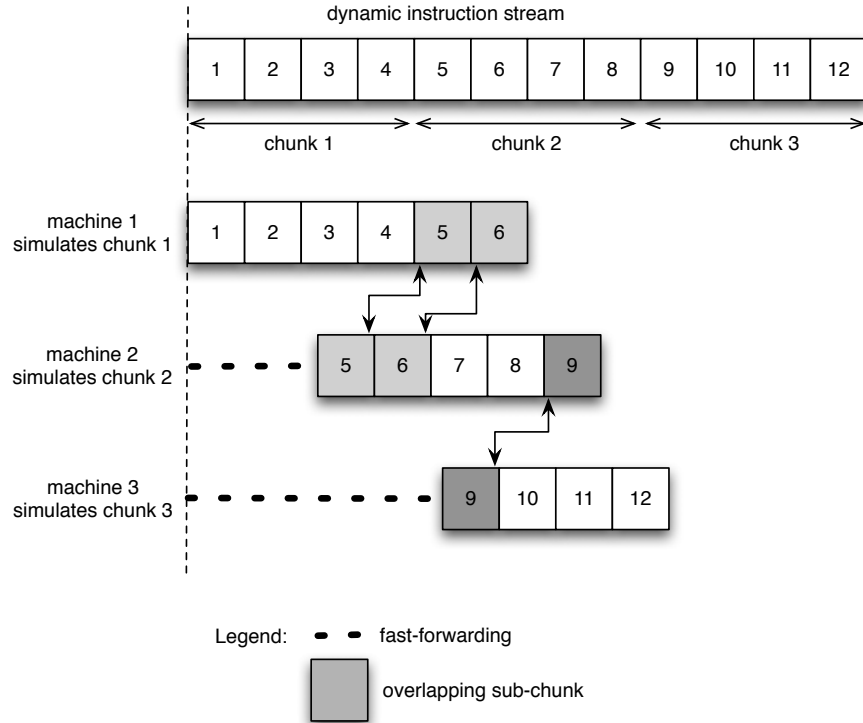 dynamic instruction stream
1 2 3 4 5 6 7 8 9 10 11 12
chunk 1 chunk 2 chunk 3
machine 1
simulates chunk 1
1 2 3 4 5 6
machine 2
simulates chunk 2
5 6 7 8 9
machine 3
simulates chunk 3
9 10 11 12
Legend: fast-forwarding
overlapping sub-chunk